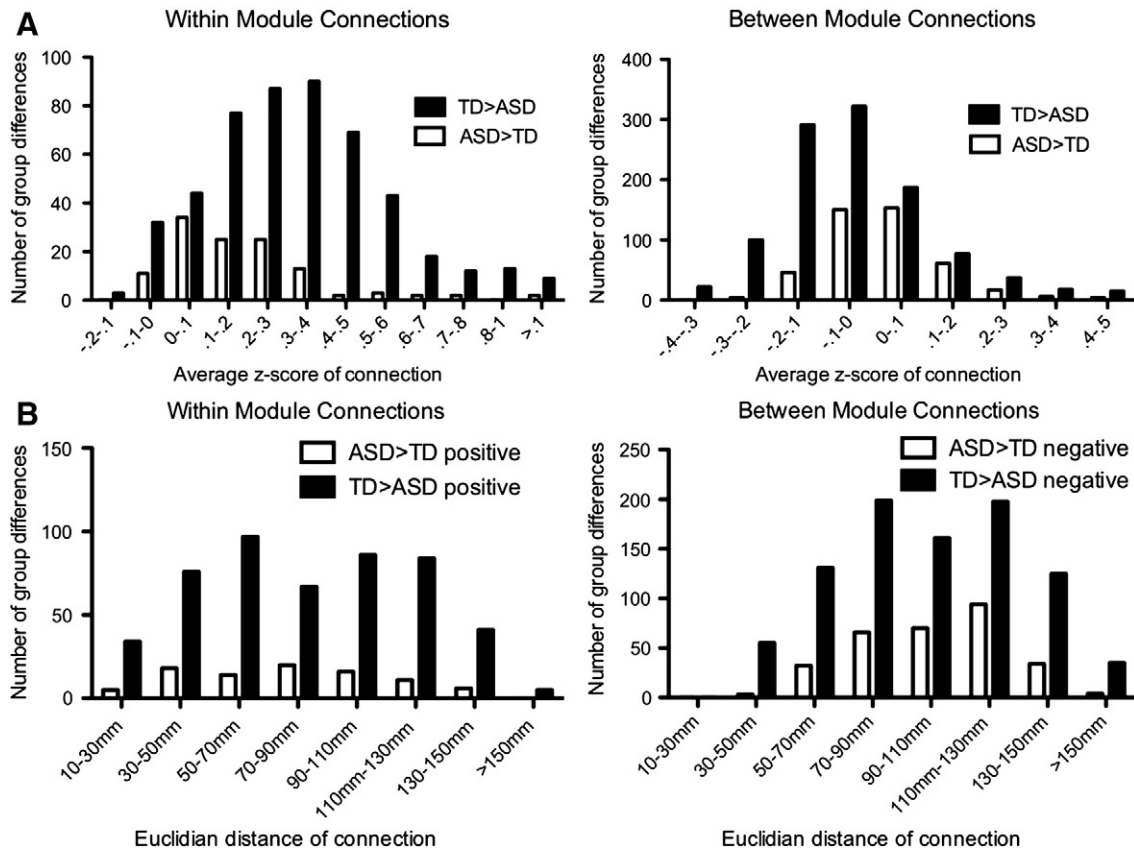 A
Within Module Connections
Number of group differences
100
80
60
40
20
0
TD>ASD
ASD>TD
-.2-.1
-.1-0
0-.1
.1-.2
.2-.3
.3-.4
.4-.5
.5-.6
.6-.7
.7-.8
.8-1
>.1
Average z-score of connection
Between Module Connections
Number of group differences
400
300
200
100
0
TD>ASD
ASD>TD
-.4--.3
-.3--.2
-.2-.1
-.1-0
0-.1
.1-.2
.2-.3
.3-.4
.4-.5
Average z-score of connection
B
Within Module Connections
Number of group differences
150
100
50
0
ASD>TD positive
TD>ASD positive
10-30mm
30-50mm
50-70mm
70-90mm
90-110mm
110mm-130mm
130-150mm
>150mm
Euclidian distance of connection
Between Module Connections
Number of group differences
250
200
150
100
50
0
ASD>TD negative
TD>ASD negative
10-30mm
30-50mm
50-70mm
70-90mm
90-110mm
110mm-130mm
130-150mm
>150mm
Euclidian distance of connection